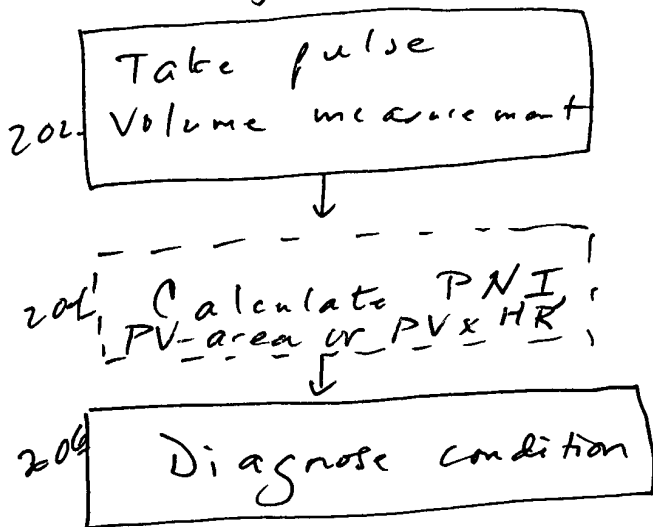 Take pulse
202 Volume measurement
204 Calculate PNI,
PV-area or PV x HR
206 Diagnose condition